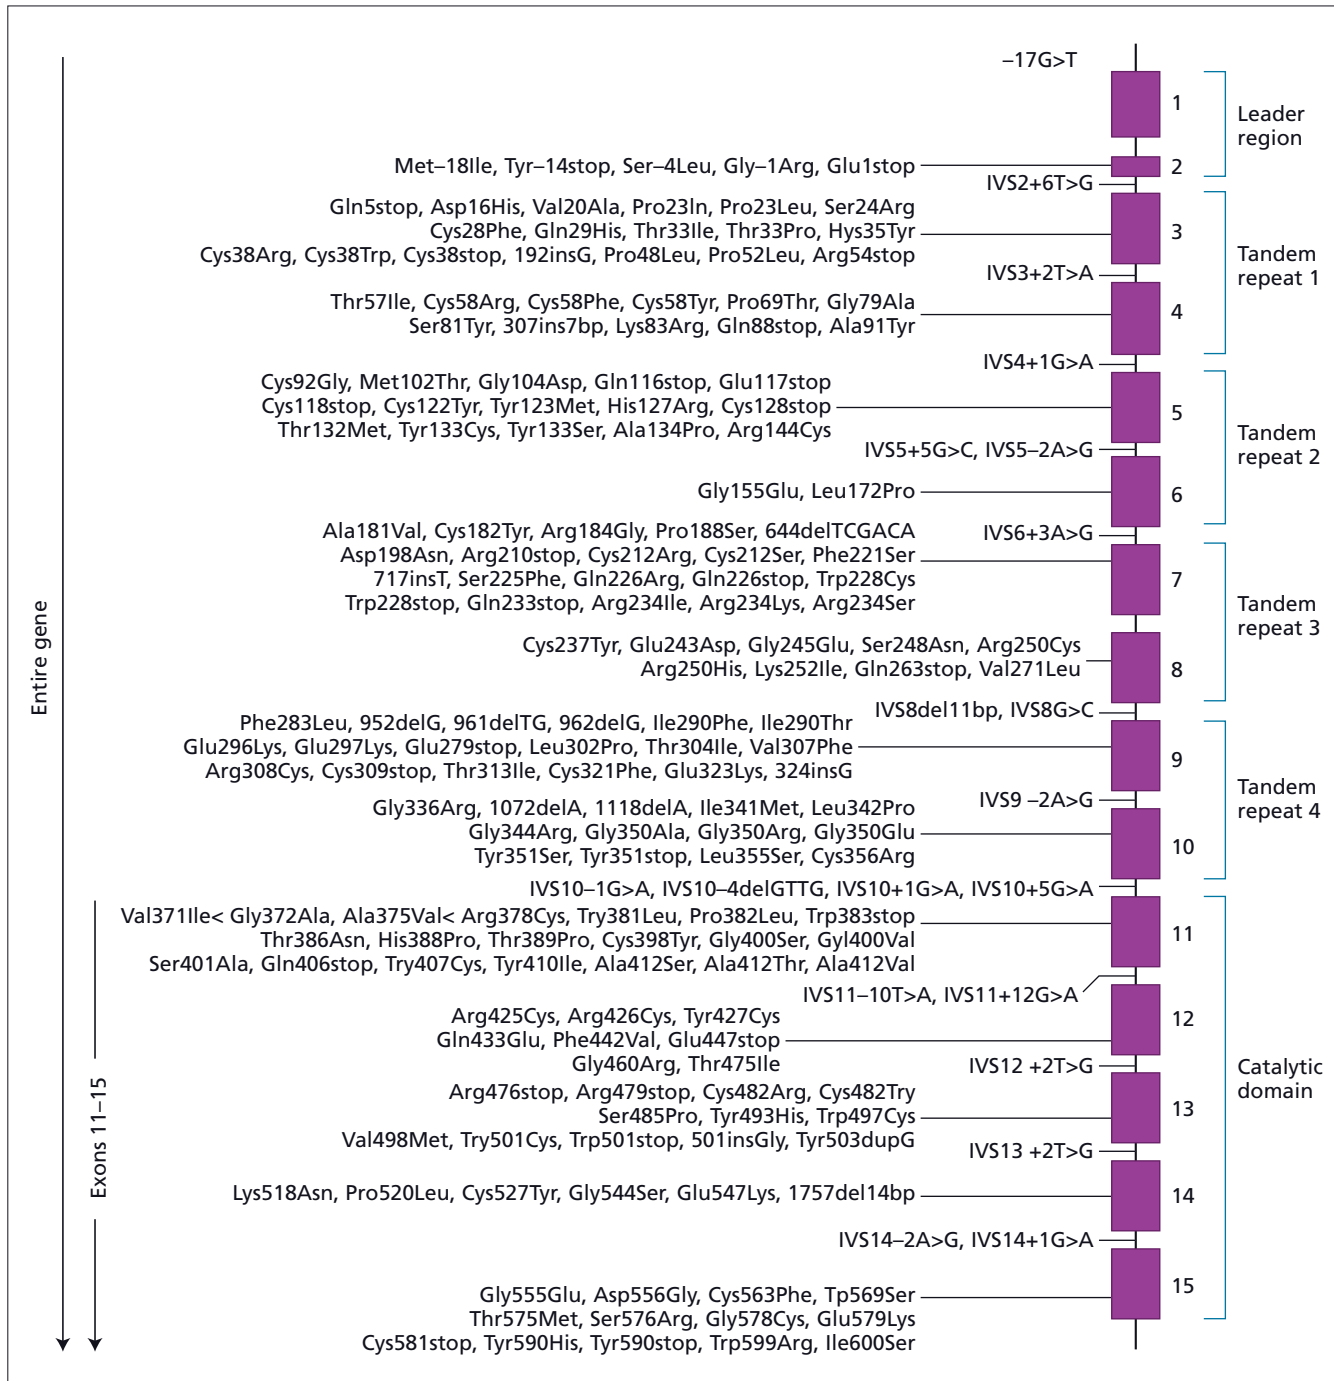 –17G>T
1
Leader
region
Met–18Ile, Tyr–14stop, Ser–4Leu, Gly–1Arg, Glu1stop
2
IVS2+6T>G
Gln5stop, Asp16His, Val20Ala, Pro23ln, Pro23Leu, Ser24Arg
Cys28Phe, Gln29His, Thr33Ile, Thr33Pro, Hys35Tyr
Cys38Arg, Cys38Trp, Cys38stop, 192insG, Pro48Leu, Pro52Leu, Arg54stop
3
Tandem
repeat 1
IVS3+2T>A
Thr57Ile, Cys58Arg, Cys58Phe, Cys58Tyr, Pro69Thr, Gly79Ala
Ser81Tyr, 307ins7bp, Lys83Arg, Gln88stop, Ala91Tyr
4
IVS4+1G>A
Cys92Gly, Met102Thr, Gly104Asp, Gln116stop, Glu117stop
Cys118stop, Cys122Tyr, Tyr123Met, His127Arg, Cys128stop
Thr132Met, Tyr133Cys, Tyr133Ser, Ala134Pro, Arg144Cys
5
Tandem
repeat 2
IVS5+5G>C, IVS5–2A>G
Gly155Glu, Leu172Pro
6
IVS6+3A>G
Ala181Val, Cys182Tyr, Arg184Gly, Pro188Ser, 644delTCGACA
Asp198Asn, Arg210stop, Cys212Arg, Cys212Ser, Phe221Ser
717insT, Ser225Phe, Gln226Arg, Gln226stop, Trp228Cys
Trp228stop, Gln233stop, Arg234Ile, Arg234Lys, Arg234Ser
7
Tandem
repeat 3
Cys237Tyr, Glu243Asp, Gly245Glu, Ser248Asn, Arg250Cys
Arg250His, Lys252Ile, Gln263stop, Val271Leu
8
IVS8del11bp, IVS8G>C
Phe283Leu, 952delG, 961delTG, 962delG, Ile290Phe, Ile290Thr
Glu296Lys, Glu297Lys, Glu279stop, Leu302Pro, Thr304Ile, Val307Phe
Arg308Cys, Cys309stop, Thr313Ile, Cys321Phe, Glu323Lys, 324insG
9
Tandem
repeat 4
IVS9 –2A>G
Gly336Arg, 1072delA, 1118delA, Ile341Met, Leu342Pro
Gly344Arg, Gly350Ala, Gly350Arg, Gly350Glu
Tyr351Ser, Tyr351stop, Leu355Ser, Cys356Arg
10
IVS10–1G>A, IVS10–4delGTTG, IVS10+1G>A, IVS10+5G>A
Val371Ile< Gly372Ala, Ala375Val< Arg378Cys, Try381Leu, Pro382Leu, Trp383stop
Thr386Asn, His388Pro, Thr389Pro, Cys398Tyr, Gly400Ser, Gyl400Val
Ser401Ala, Gln406stop, Try407Cys, Tyr410Ile, Ala412Ser, Ala412Thr, Ala412Val
11
IVS11–10T>A, IVS11+12G>A
Arg425Cys, Arg426Cys, Tyr427Cys
Gln433Glu, Phe442Val, Glu447stop
Gly460Arg, Thr475Ile
12
IVS12 +2T>G
Catalytic
domain
Arg476stop, Arg479stop, Cys482Arg, Cys482Try
Ser485Pro, Tyr493His, Trp497Cys
Val498Met, Try501Cys, Trp501stop, 501insGly, Tyr503dupG
13
IVS13 +2T>G
Lys518Asn, Pro520Leu, Cys527Tyr, Gly544Ser, Glu547Lys, 1757del14bp
14
IVS14–2A>G, IVS14+1G>A
Gly555Glu, Asp556Gly, Cys563Phe, Tp569Ser
Thr575Met, Ser576Arg, Gly578Cys, Glu579Lys
Cys581stop, Tyr590His, Tyr590stop, Trp599Arg, Ile600Ser
15
Entire gene
Exons 11–15